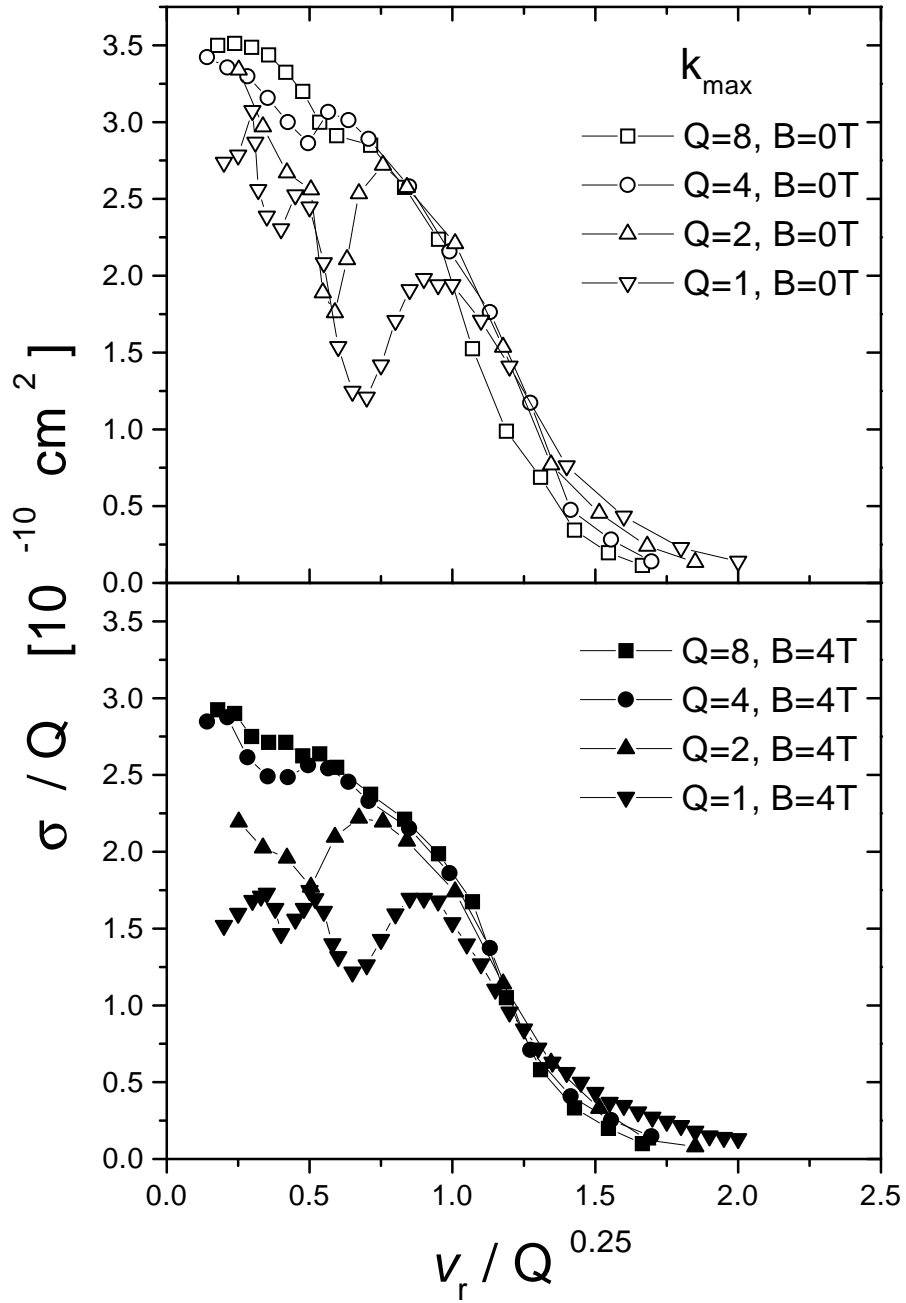 3.5
3.0
2.5
2.0
1.5
1.0
0.5
0.0
k_max
Q=8, B=0T
Q=4, B=0T
Q=2, B=0T
Q=1, B=0T
σ / Q [10^-10 cm^2]
3.5
3.0
2.5
2.0
1.5
1.0
0.5
0.0
Q=8, B=4T
Q=4, B=4T
Q=2, B=4T
Q=1, B=4T
0.0 0.5 1.0 1.5 2.0 2.5
v_r / Q^0.25